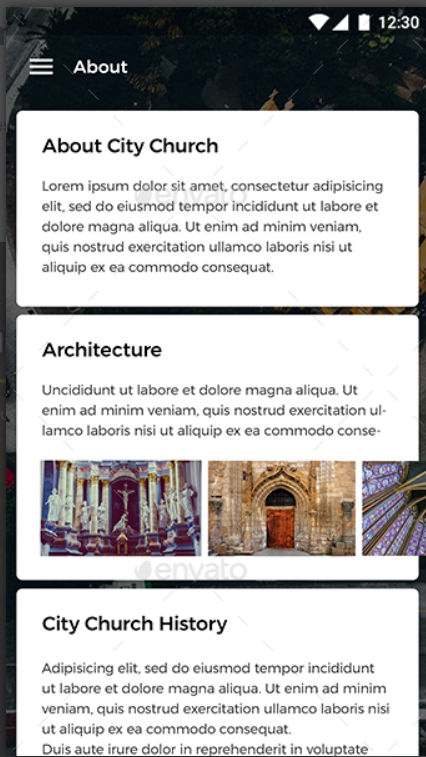 12:30
About
About City Church
Lorem ipsum dolor sit amet, consectetur adipisicing
elit, sed do eiusmod tempor incididunt ut labore et
dolore magna aliqua. Ut enim ad minim veniam,
quis nostrud exercitation ullamco laboris nisi ut
aliquip ex ea commodo consequat.
envato
Architecture
Uncididunt ut labore et dolore magna aliqua. Ut
enim ad minim veniam, quis nostrud exercitation ul-
lamco laboris nisi ut aliquip ex ea commodo conse-
envato
City Church History
Adipisicing elit, sed do eiusmod tempor incididunt
ut labore et dolore magna aliqua. Ut enim ad minim
veniam, quis nostrud exercitation ullamco laboris nisi
ut aliquip ex ea commodo consequat.
Duis aute irure dolor in reprehenderit in voluptate